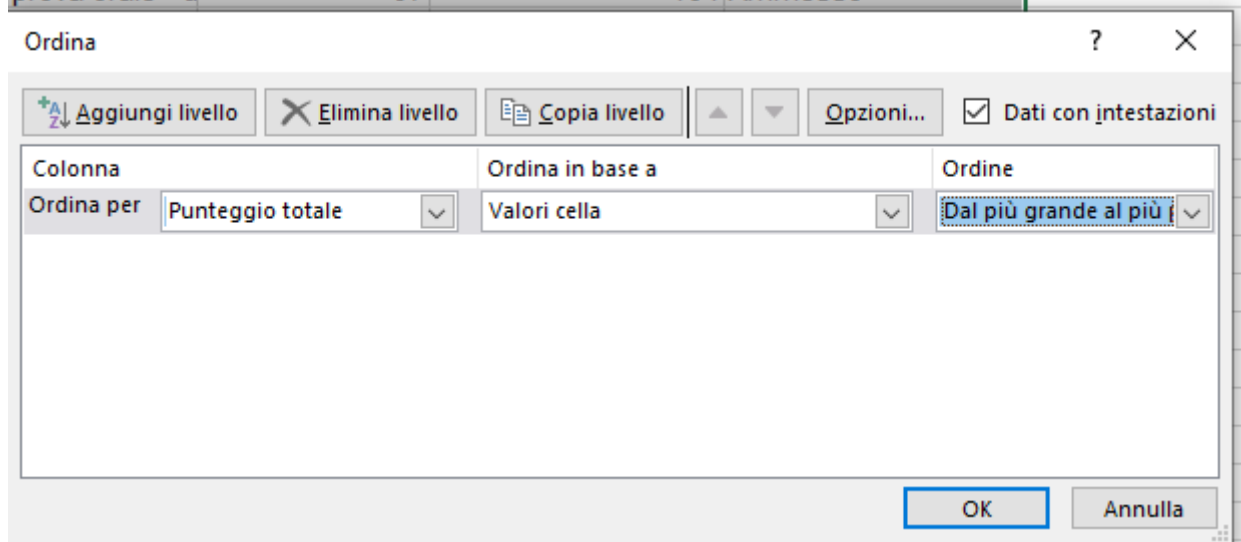 Ordina ?
Aggiungi livello Elimina livello Copia livello Opzioni... Dati con intestazioni
Colonna Ordina in base a Ordine
Ordina per Punteggio totale Valori cella Dal più grande al più
OK Annulla